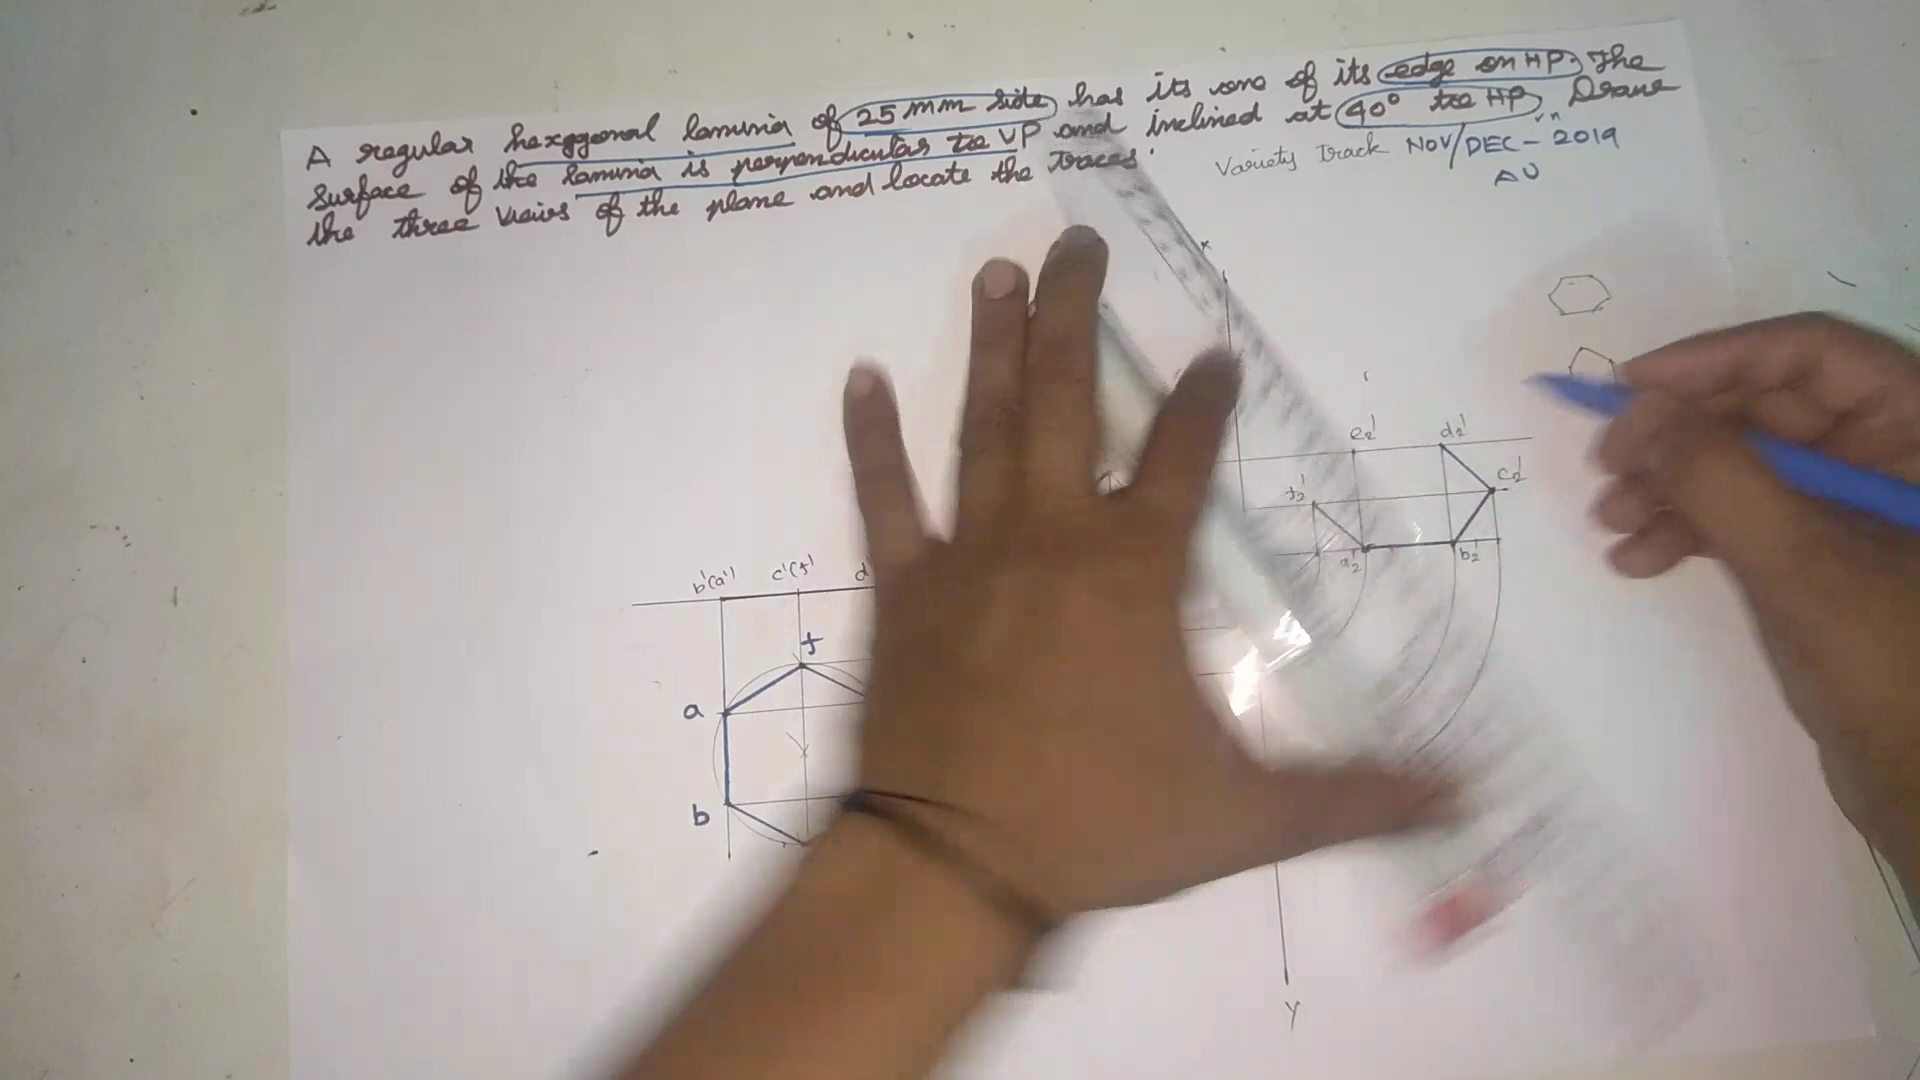 A regular hexggonal lamina of 25 mm side has its one of its edge on HP. The
surface of the lamina is perpendicular to VP and inclined at 40° to HP. Draw
the three views of the plane and locate the traces.
Variety Track NOV/DEC - 2019
AU
x
e2' d2'
f2' c2'
a2' b2'
b'(a') c'(f') d'
f
a
b
Y